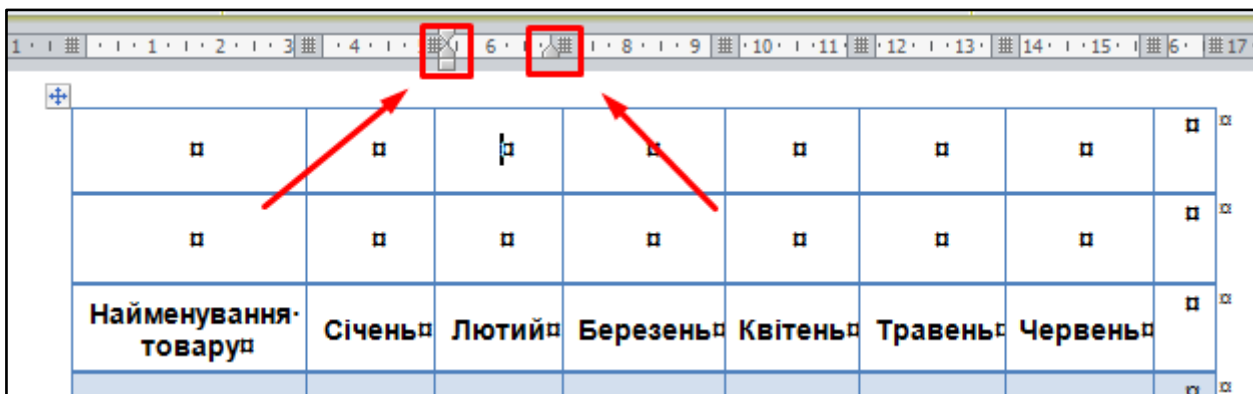 1 1 2 3 4 6 8 9 10 11 12 13 14 15 6 17
¤ ¤ ¤ ¤ ¤ ¤ ¤ ¤ ¤
¤ ¤ ¤ ¤ ¤ ¤ ¤ ¤ ¤
Найменування·
товару¤
Січень¤ Лютий¤ Березень¤ Квітень¤ Травень¤ Червень¤ ¤ ¤
¤ ¤